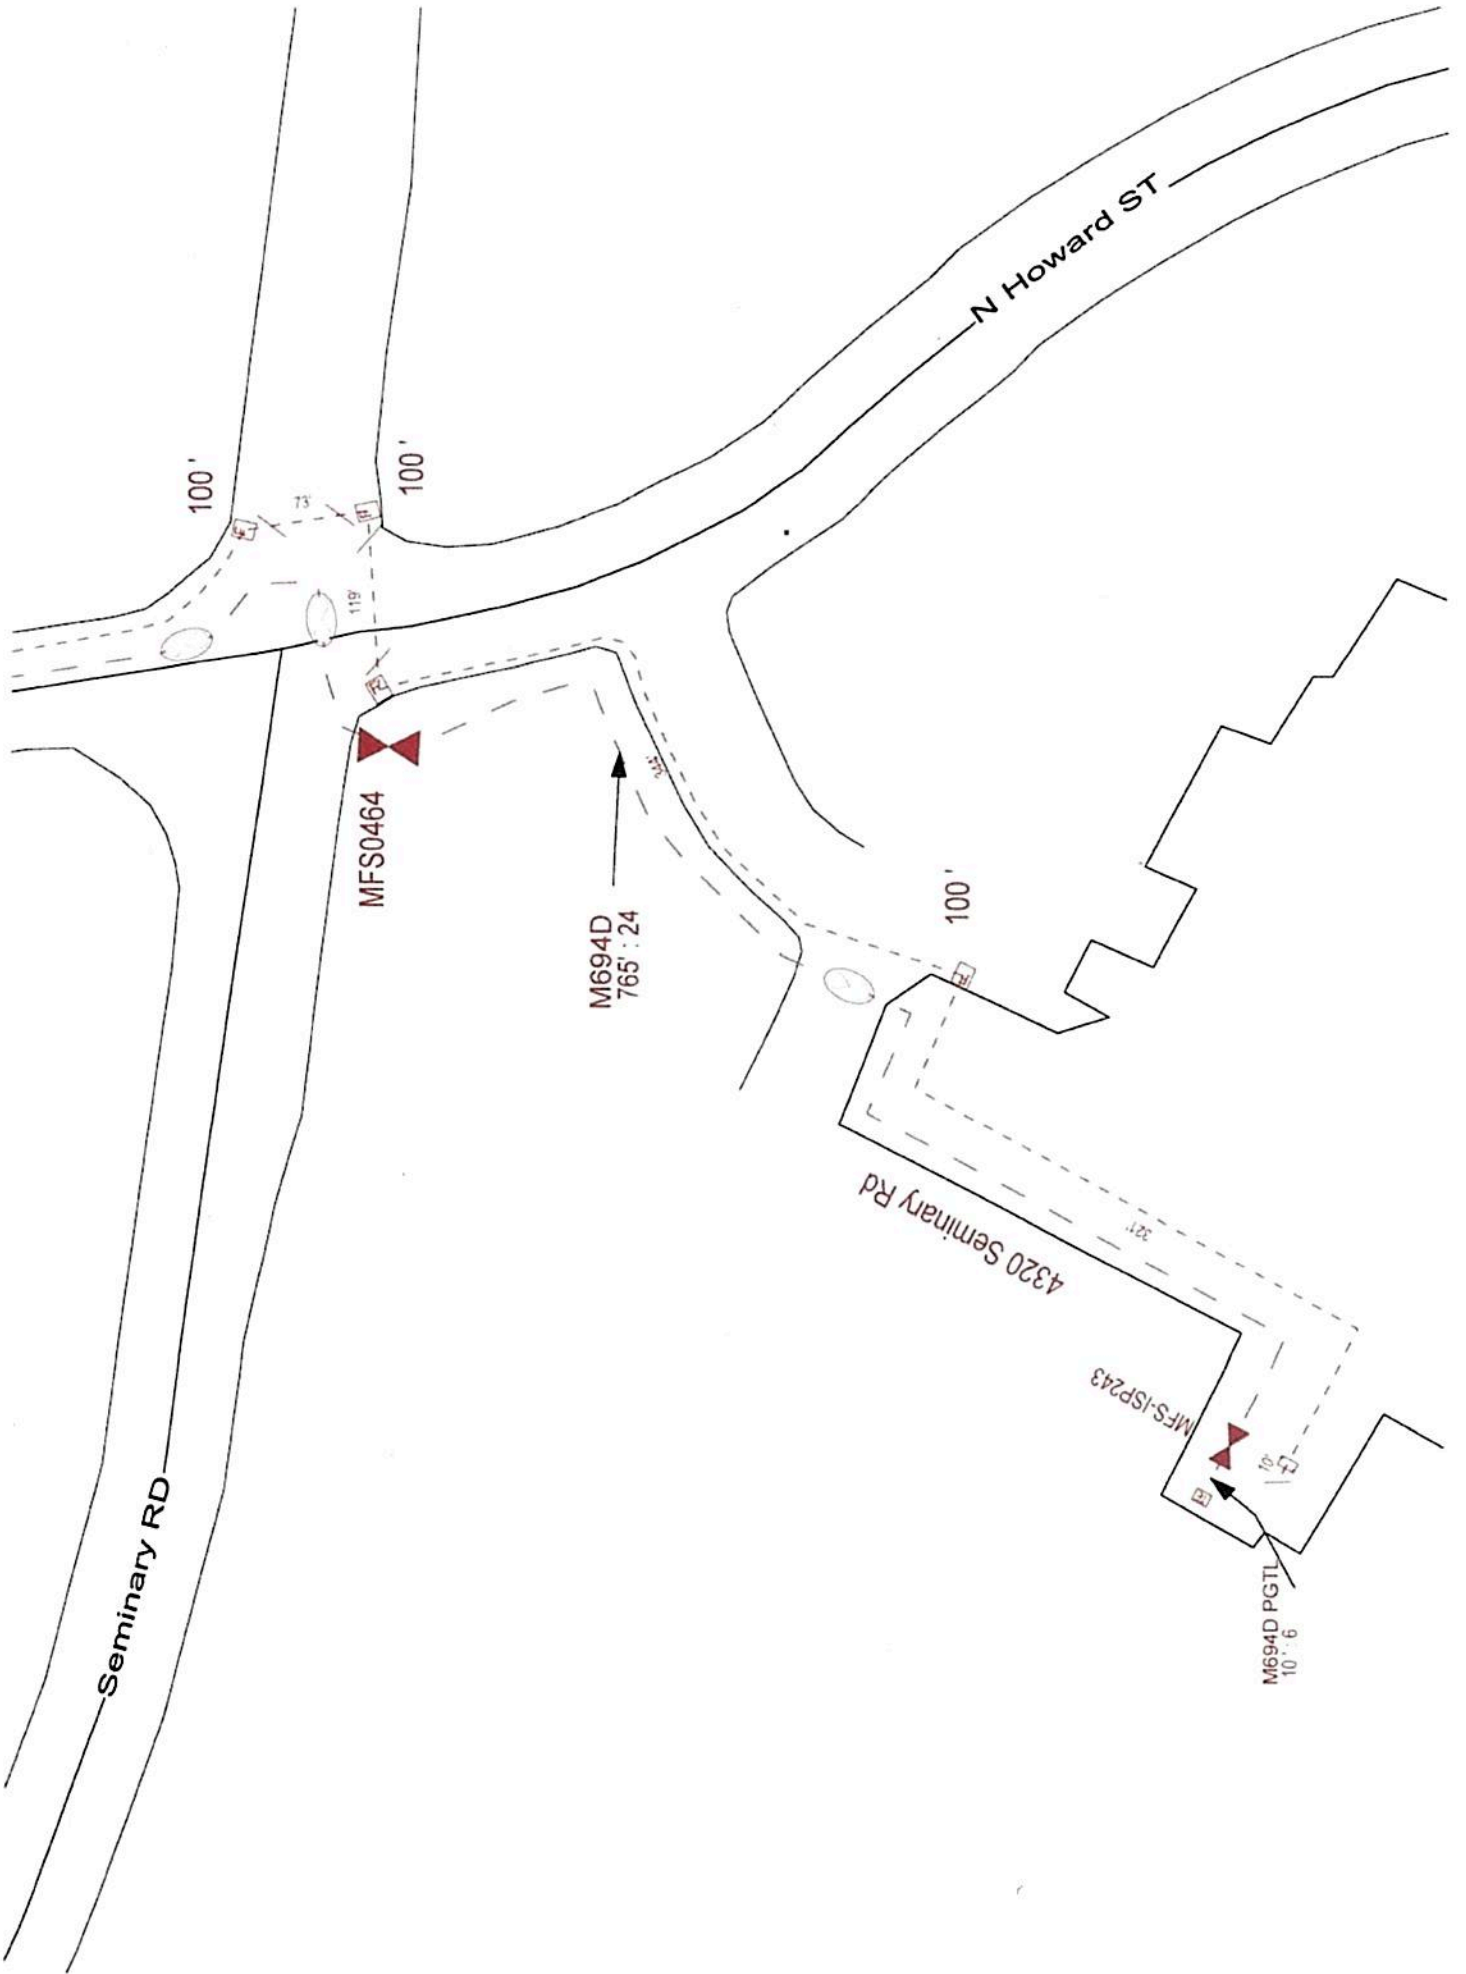 100 '
73'
100 '
119'
MFS0464
M694D
765' : 24
100 '
N Howard ST
4320 Seminary Rd
321'
MFS-ISP243
10'
M694D PGTL
10 ' : 6
Seminary RD